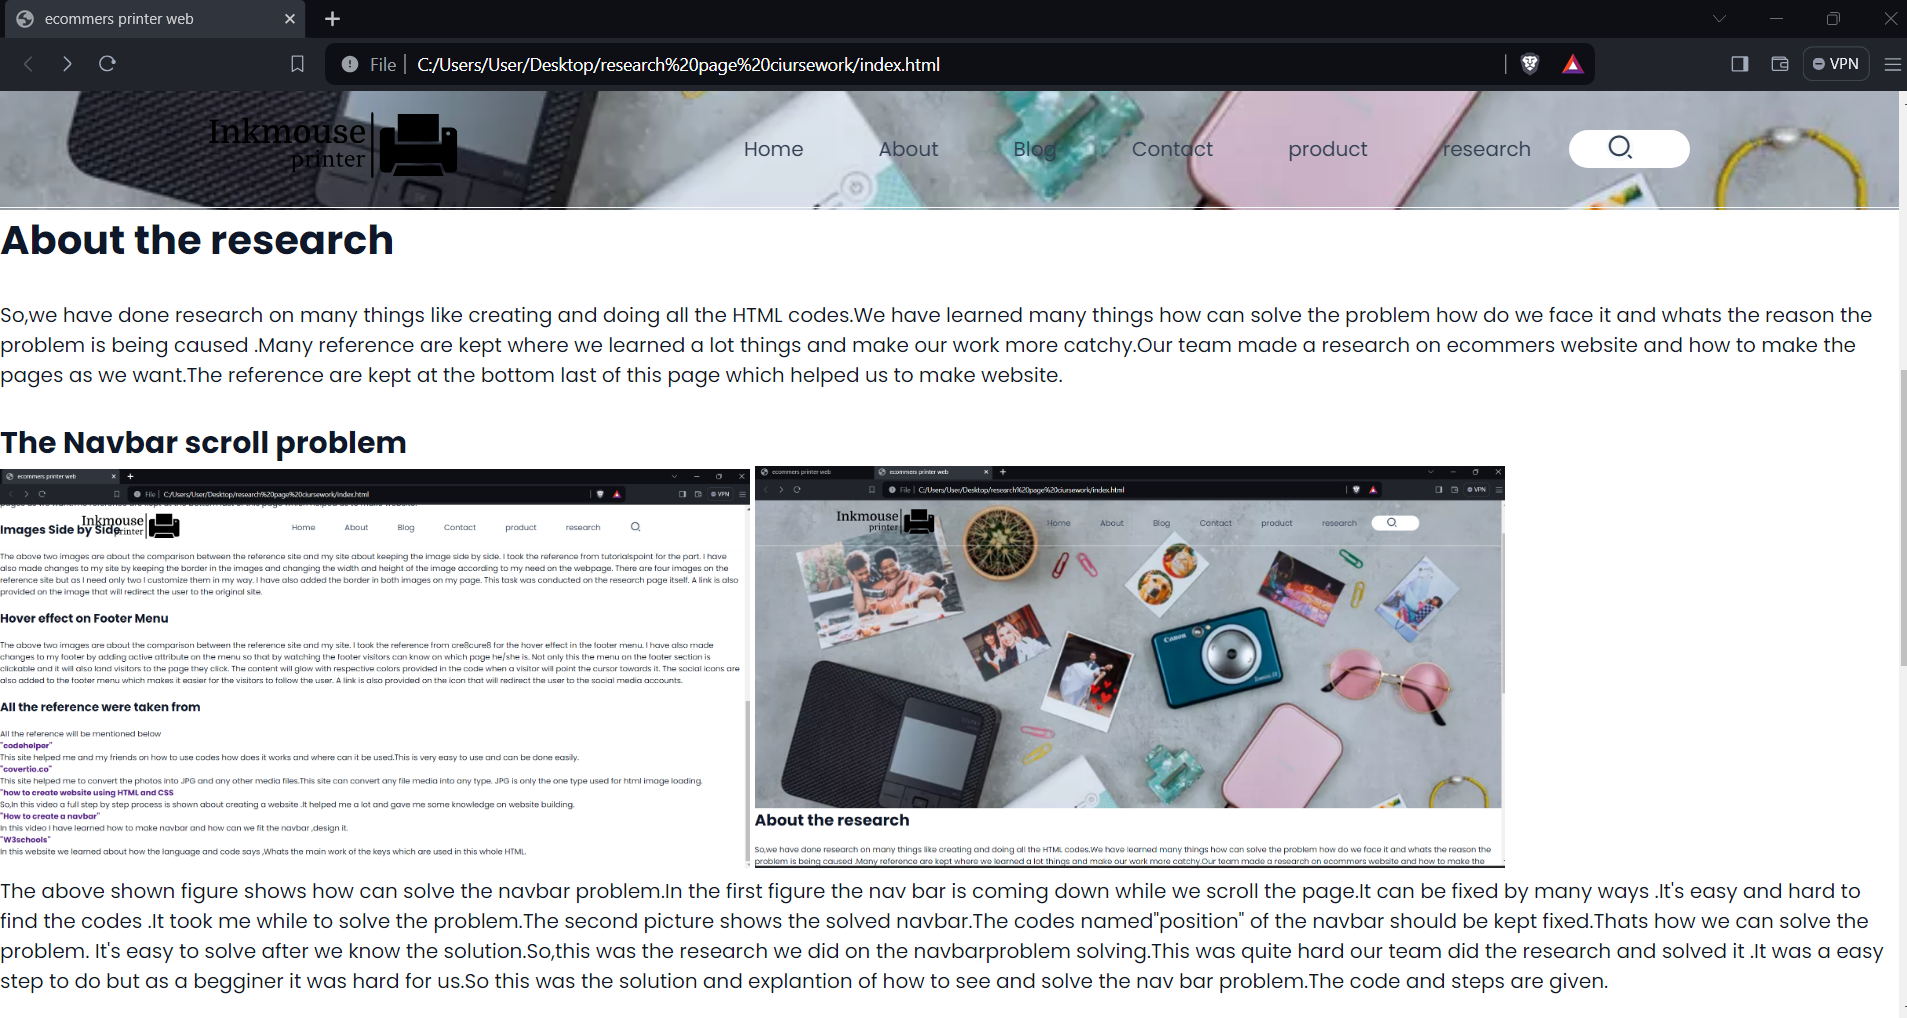 ecommers printer web
File C:/Users/User/Desktop/research%20page%20ciursework/index.html
VPN
Inkmouse
printer
Home About Blog Contact product research
About the research
So,we have done research on many things like creating and doing all the HTML codes.We have learned many things how can solve the problem how do we face it and whats the reason the
problem is being caused .Many reference are kept where we learned a lot things and make our work more catchy.Our team made a research on ecommers website and how to make the
pages as we want.The reference are kept at the bottom last of this page which helped us to make website.
The Navbar scroll problem
ecommers printer web
File C:/Users/User/Desktop/research%20page%20ciursework/index.html
VPN
Inkmouse
printer
Home About Blog Contact product research
Images Side by Side
The above two images are about the comparison between the reference site and my site about keeping the image side by side. I took the reference from tutorialspoint for the part. I have
also made changes to my site by keeping the border in the images and changing the width and height of the image according to my need on the webpage. There are four images on the
reference site but as I need only two I customize them in my way. I have also added the border in both images on my page. This task was conducted on the research page itself. A link is also
provided on the image that will redirect the user to the original site.
Hover effect on Footer Menu
The above two images are about the comparison between the reference site and my site. I took the reference from creßcureß for the hover effect in the footer menu. I have also made
changes to my footer by adding active attribute on the menu so that by watching the footer visitors can know on which page he/she is. Not only this the menu on the footer section is
clickable and it will also land visitors to the page they click. The content will glow with respective colors provided in the code when a visitor will point the cursor towards it. The social icons are
also added to the footer menu which makes it easier for the visitors to follow the user. A link is also provided on the icon that will redirect the user to the social media accounts.
All the reference were taken from
All the reference will be mentioned below
"codehelper"
This site helped me and my friends on how to use codes how does it works and where can it be used.This is very easy to use and can be done easily.
"covertio.co"
This site helped me to convert the photos into JPG and any other media files.This site can convert any file media into any type. JPG is only the one type used for html image loading.
"how to create website using HTML and CSS
So,In this video a full step by step process is shown about creating a website .It helped me a lot and gave me some knowledge on website building.
"How to create a navbar"
In this video I have learned how to make navbar and how can we fit the navbar ,design it.
"W3schools"
In this website we learned about how the language and code says ,Whats the main work of the keys which are used in this whole HTML.
ecommers printer web ecommers printer web
File C:/Users/User/Desktop/research%20page%20ciursework/index.html
VPN
Inkmouse
printer
Home About Blog Contact product research
Canon
About the research
So,we have done research on many things like creating and doing all the HTML codes.We have learned many things how can solve the problem how do we face it and whats the reason the
problem is being caused .Many reference are kept where we learned a lot things and make our work more catchy.Our team made a research on ecommers website and how to make the
The above shown figure shows how can solve the navbar problem.In the first figure the nav bar is coming down while we scroll the page.It can be fixed by many ways .It's easy and hard to
find the codes .It took me while to solve the problem.The second picture shows the solved navbar.The codes named"position" of the navbar should be kept fixed.Thats how we can solve the
problem. It's easy to solve after we know the solution.So,this was the research we did on the navbarproblem solving.This was quite hard our team did the research and solved it .It was a easy
step to do but as a begginer it was hard for us.So this was the solution and explantion of how to see and solve the nav bar problem.The code and steps are given.